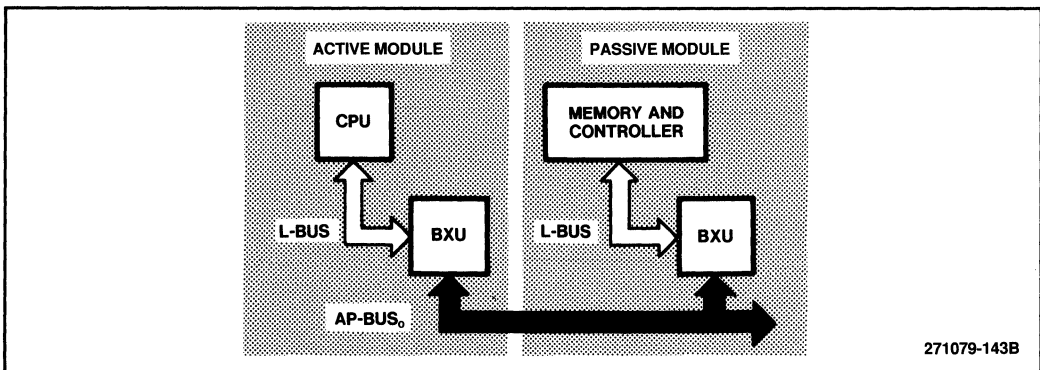 ACTIVE MODULE
CPU
L-BUS
BXU
AP-BUS₀
PASSIVE MODULE
MEMORY AND
CONTROLLER
L-BUS
BXU
271079-143B